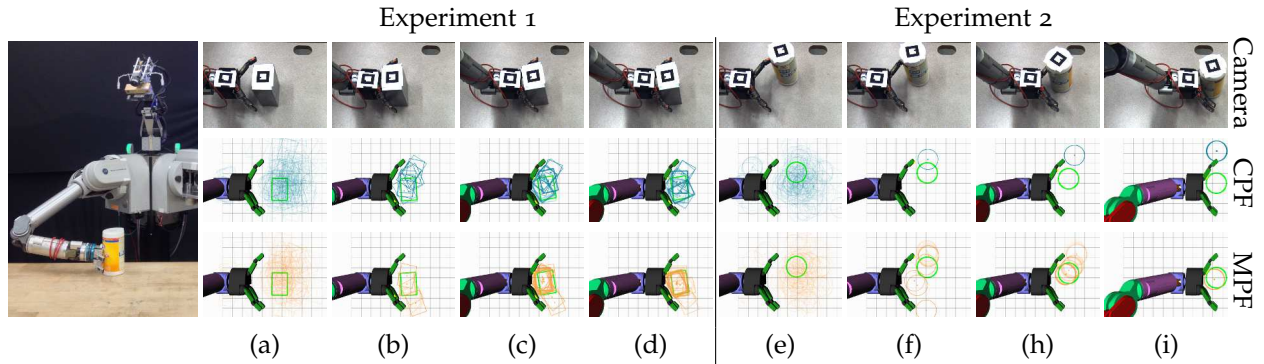 Experiment 1
Experiment 2
Camera
CPF
MPF
(a) (b) (c) (d) (e) (f) (h) (i)